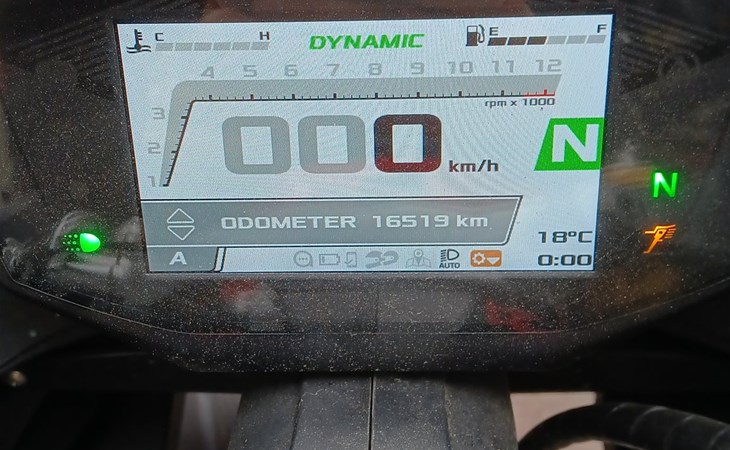 C H DYNAMIC E F
4 5 6 7 8 9 10 11 12
rpm x 1000
3
2
1
000 km/h N
N
ODOMETER 16519 km
18°C
A AUTO 0:00